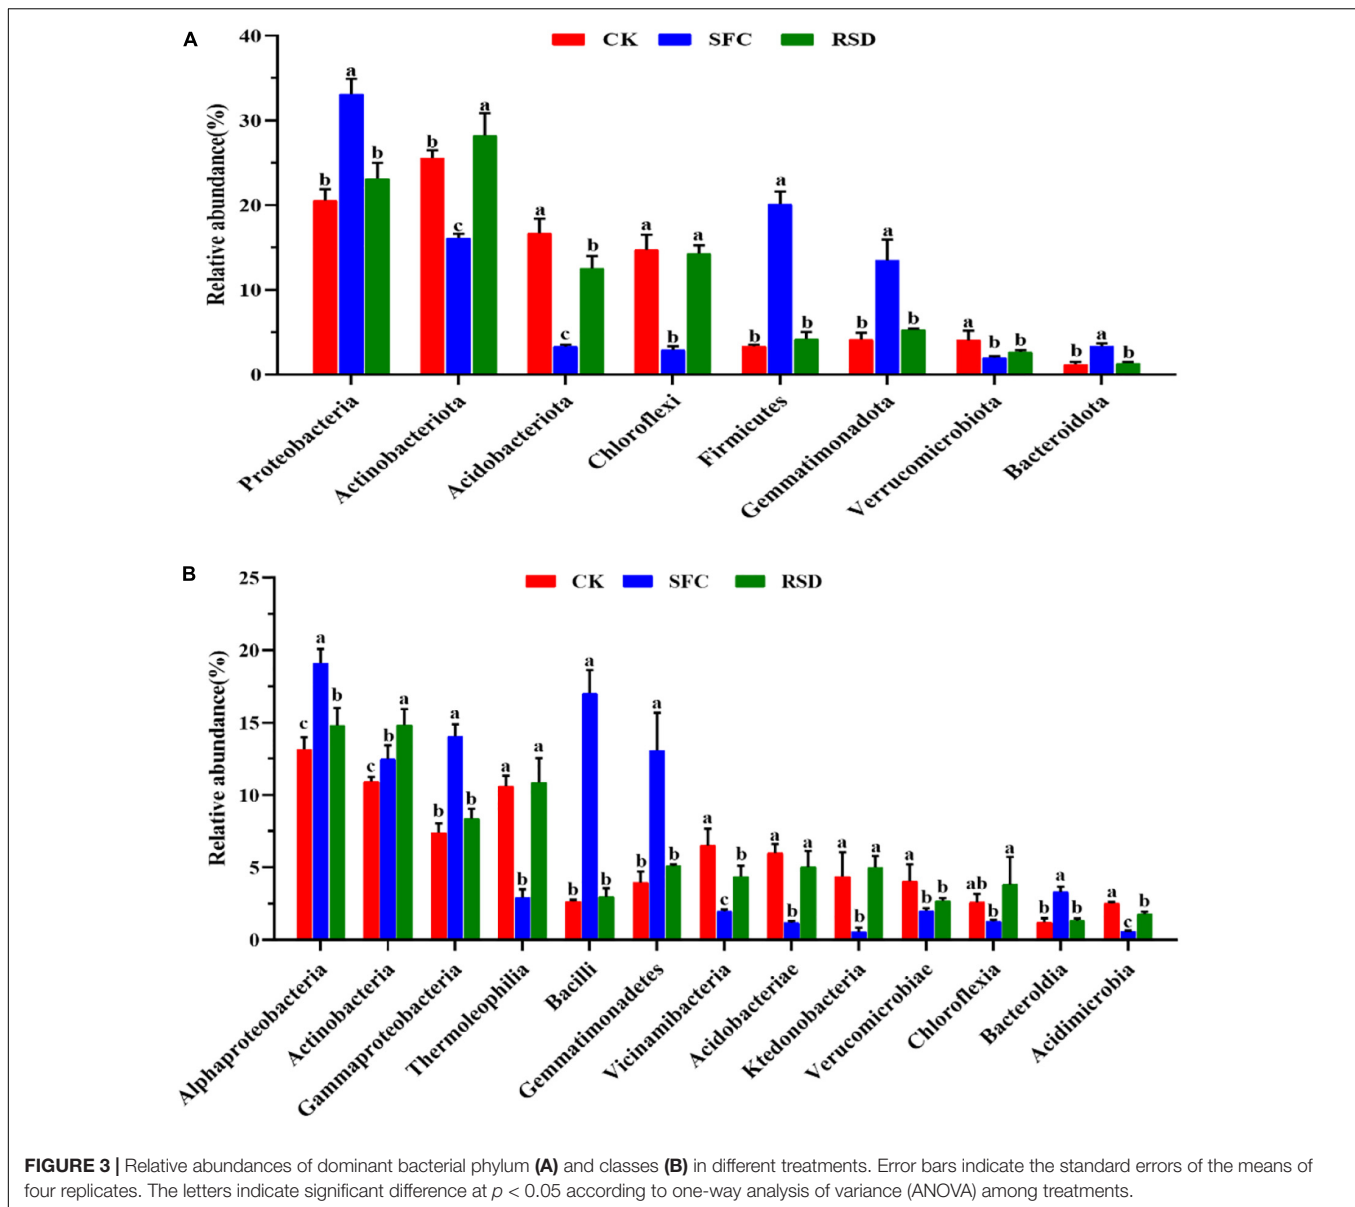 A
CK SFC RSD
Relative abundance(%)
40
30
20
10
0
b a b
b c a
a c b
a b a
b a b
b a b
a b b
b a b
Proteobacteria
Actinobacteriota
Acidobacteriota
Chloroflexi
Firmicutes
Gemmatimonadota
Verrucomicrobiota
Bacteroidota
B
CK SFC RSD
Relative abundance(%)
25
20
15
10
5
0
c a b
c b a
b a b
a b a
b a b
b a b
a c b
a b a
a b a
a b b
ab b a
b a b
a c b
Alphaproteobacteria
Actinobacteria
Gammaproteobacteria
Thermoleophilia
Bacilli
Gemmatimonadetes
Vicinamibacteria
Acidobacteriae
Ktedonobacteria
Verucomicrobiae
Chloroflexia
Bacteroldia
Acidimicrobia
FIGURE 3 | Relative abundances of dominant bacterial phylum (A) and classes (B) in different treatments. Error bars indicate the standard errors of the means of
four replicates. The letters indicate significant difference at p < 0.05 according to one-way analysis of variance (ANOVA) among treatments.